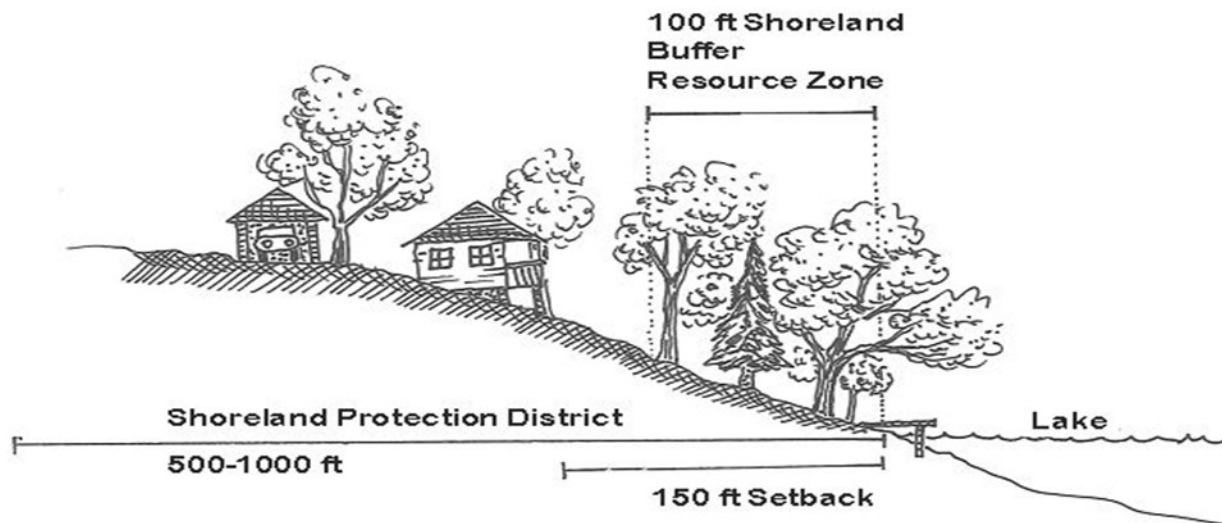 100 ft Shoreland
Buffer
Resource Zone
Shoreland Protection District
500-1000 ft
Lake
150 ft Setback